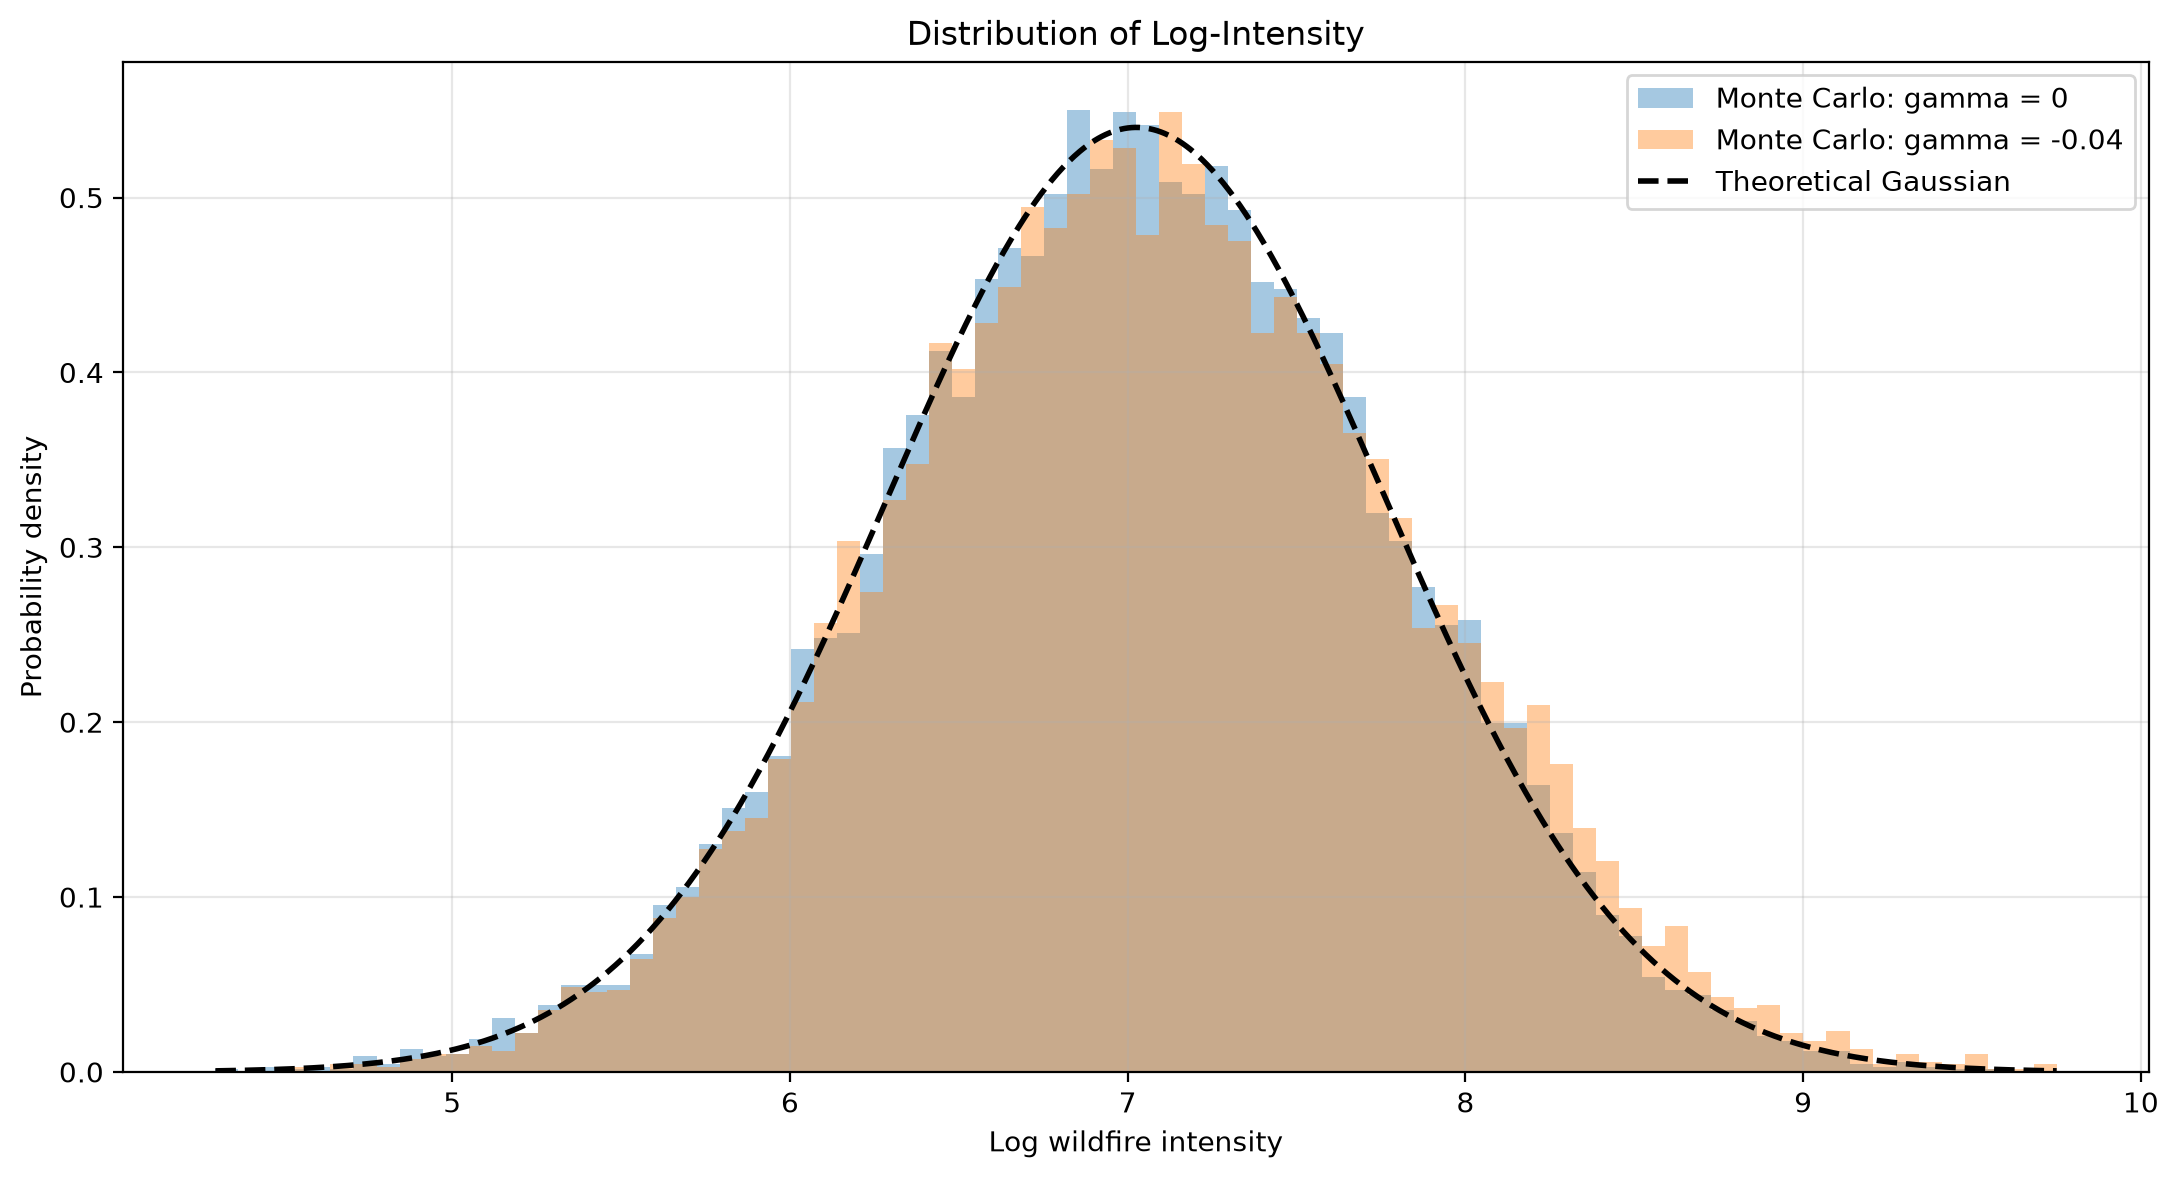 Distribution of Log-Intensity
Monte Carlo: gamma = 0
Monte Carlo: gamma = -0.04
Theoretical Gaussian
Probability density
0.5
0.4
0.3
0.2
0.1
0.0
5 6 7 8 9 10
Log wildfire intensity